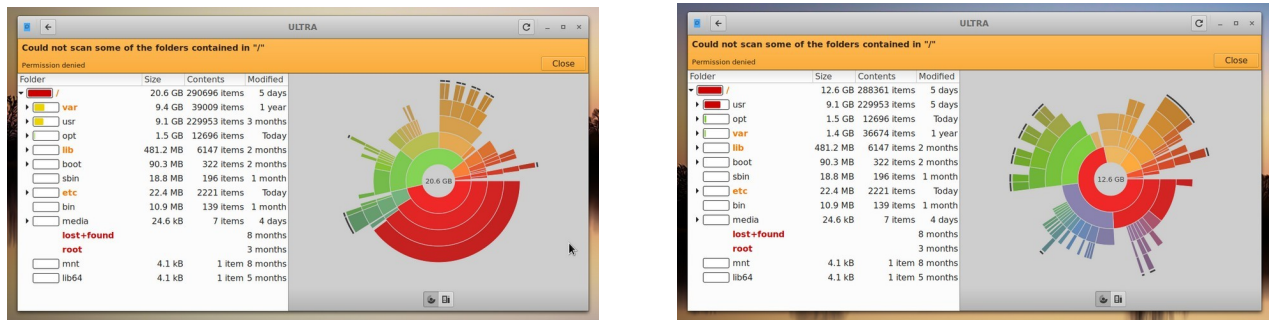 ULTRA
Could not scan some of the folders contained in "/"
Permission denied
Close
Folder Size Contents Modified
/ 20.6 GB 290696 items 5 days
var 9.4 GB 39009 items 1 year
usr 9.1 GB 229953 items 3 months
opt 1.5 GB 12696 items Today
lib 481.2 MB 6147 items 2 months
boot 90.3 MB 322 items 2 months
sbin 18.8 MB 196 items 1 month
etc 22.4 MB 2221 items Today
bin 10.9 MB 139 items 1 month
media 24.6 kB 7 items 4 days
lost+found 8 months
root 3 months
mnt 4.1 kB 1 item 8 months
lib64 4.1 kB 1 item 5 months
20.6 GB
ULTRA
Could not scan some of the folders contained in "/"
Permission denied
Close
Folder Size Contents Modified
/ 12.6 GB 288361 items 5 days
usr 9.1 GB 229953 items 3 months
opt 1.5 GB 12696 items Today
var 1.4 GB 36674 items 1 year
lib 481.2 MB 6147 items 2 months
boot 90.3 MB 322 items 2 months
sbin 18.8 MB 196 items 1 month
etc 22.4 MB 2221 items Today
bin 10.9 MB 139 items 1 month
media 24.6 kB 7 items 4 days
lost+found 8 months
root 3 months
mnt 4.1 kB 1 item 8 months
lib64 4.1 kB 1 item 5 months
12.6 GB